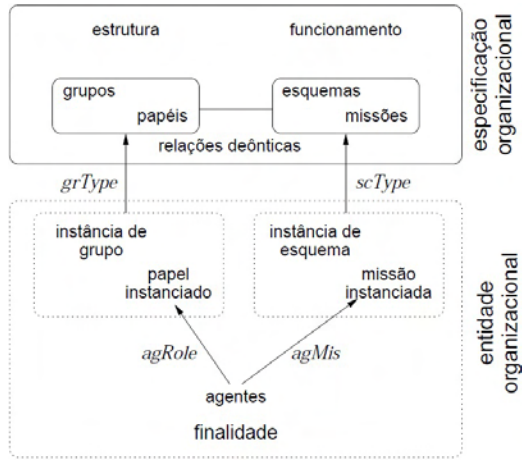 estrutura
funcionamento
grupos
papéis
esquemas
missões
relações deônticas
especificação
organizacional
grType
scType
instância de
grupo
papel
instanciado
instância de
esquema
missão
instanciada
agRole
agMis
agentes
finalidade
entidade
organizacional